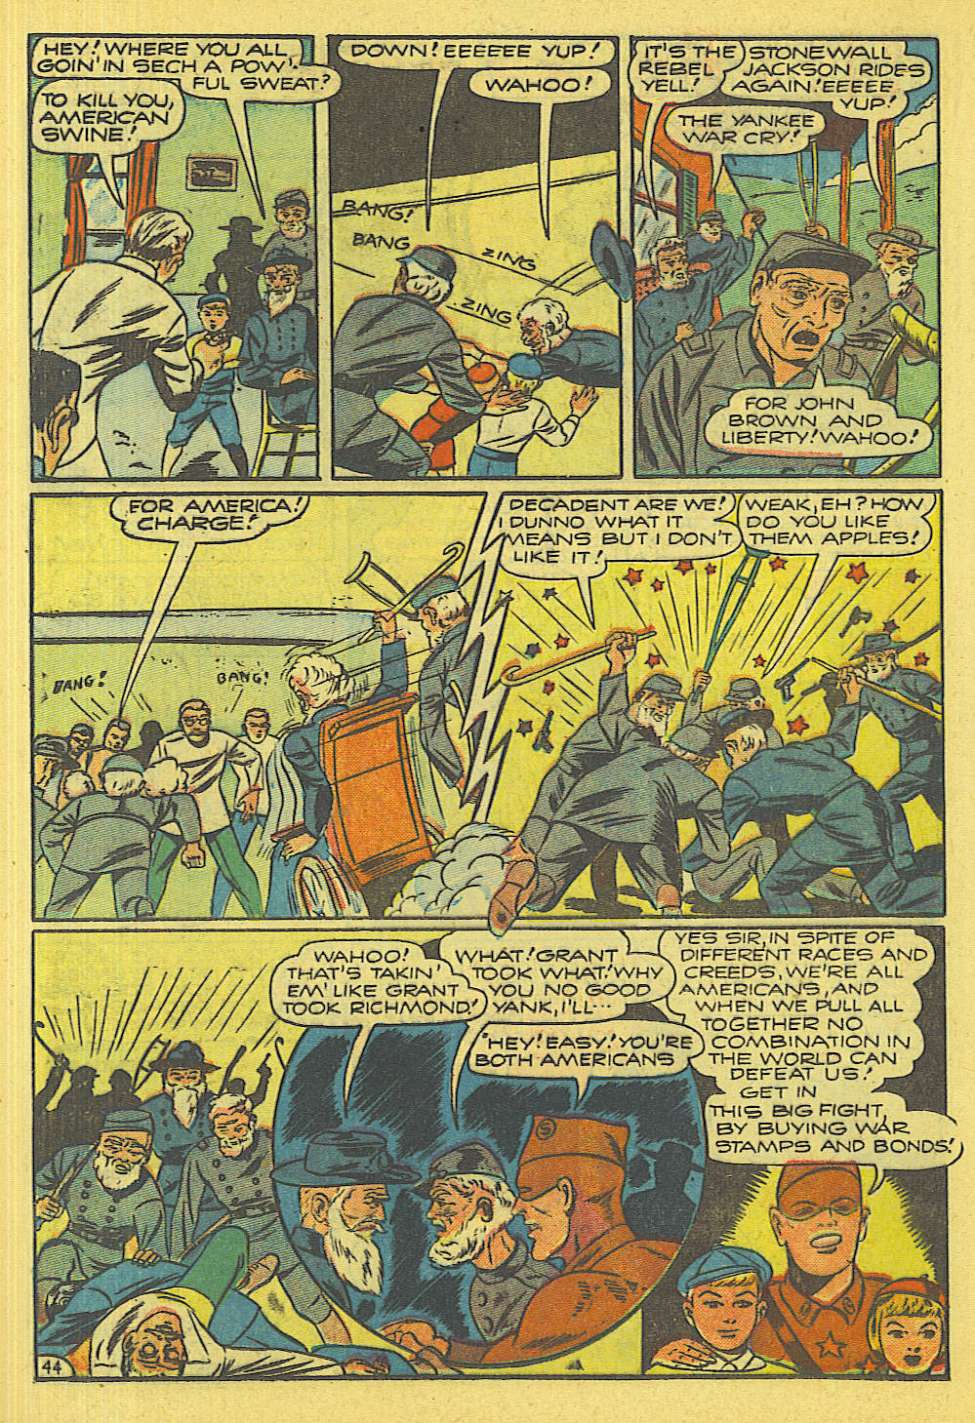 HEY! WHERE YOU ALL
GOIN' IN SECH A POW'-
FUL SWEAT?
TO KILL YOU,
AMERICAN
SWINE!
DOWN! EEEEEE YUP!
WAHOO!
BANG!
BANG
ZING
ZING
IT'S THE
REBEL
YELL!
STONEWALL
JACKSON RIDES
AGAIN! EEEEE
YUP!
THE YANKEE
WAR CRY!
FOR JOHN
BROWN AND
LIBERTY! WAHOO!
FOR AMERICA!
CHARGE!
BANG!
BANG!
DECADENT ARE WE!
I DUNNO WHAT IT
MEANS BUT I DON'T
LIKE IT!
WEAK, EH? HOW
DO YOU LIKE
THEM APPLES!
WAHOO!
THAT'S TAKIN'
EM' LIKE GRANT
TOOK RICHMOND!
WHAT! GRANT
TOOK WHAT! WHY
YOU NO GOOD
YANK, I'LL---
"HEY! EASY! YOU'RE
BOTH AMERICANS
YES SIR, IN SPITE OF
DIFFERENT RACES AND
CREEDS, WE'RE ALL
AMERICANS, AND
WHEN WE PULL ALL
TOGETHER NO
COMBINATION IN
THE WORLD CAN
DEFEAT US!
GET IN
THIS BIG FIGHT,
BY BUYING WAR
STAMPS AND BONDS!
44